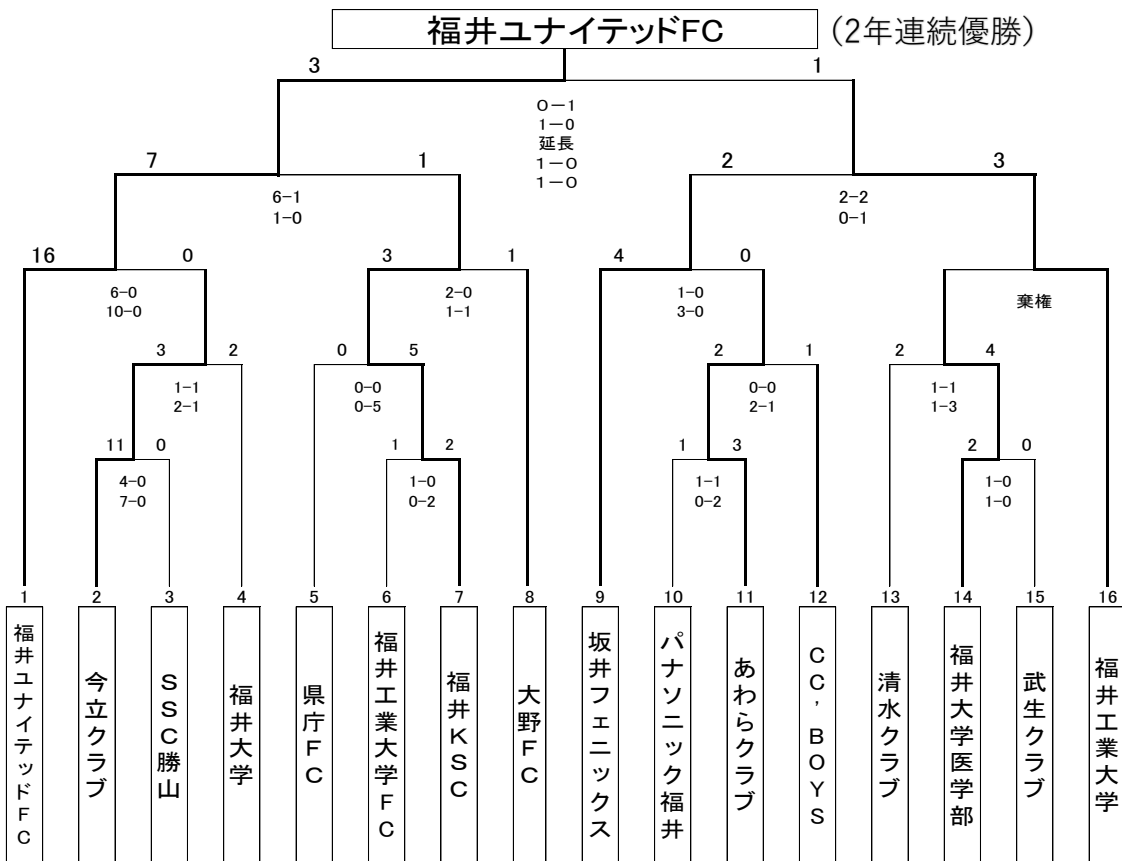 福井ユナイテッドFC (2年連続優勝)
3 1
0-1
1-0
延長
1-0
1-0
7 1 2 3
6-1 2-2
1-0 0-1
16 0 3 1 4 0
6-0 2-0 1-0 棄権
10-0 1-1 3-0
3 2 0 5 2 1 2 4
1-1 0-0 0-0 1-1
2-1 0-5 2-1 1-3
11 0 1 2 1 3 2 0
4-0 1-0 1-1 1-0
7-0 0-2 0-2 1-0
1 2 3 4 5 6 7 8 9 10 11 12 13 14 15 16
福井ユナイテッドFC
今立クラブ
SSC勝山
福井大学
県庁FC
福井工業大学FC
福井KSC
大野FC
坂井フェニックス
パナソニック福井
あわらクラブ
CC'BOYS
清水クラブ
福井大学医学部
武生クラブ
福井工業大学